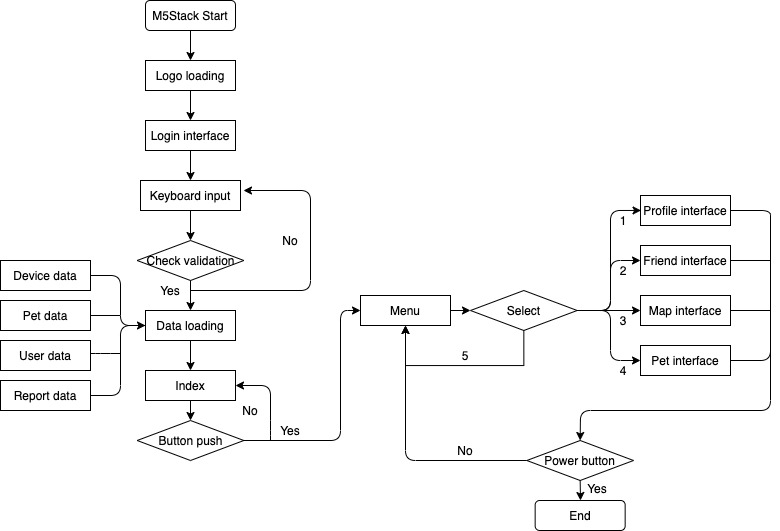 M5Stack Start
Logo loading
Login interface
Keyboard input
No
Check validation
Yes
Device data
Pet data
User data
Report data
Data loading
Index
No
Button push
Yes
Menu
Select
5
1
Profile interface
2
Friend interface
3
Map interface
4
Pet interface
No
Power button
Yes
End